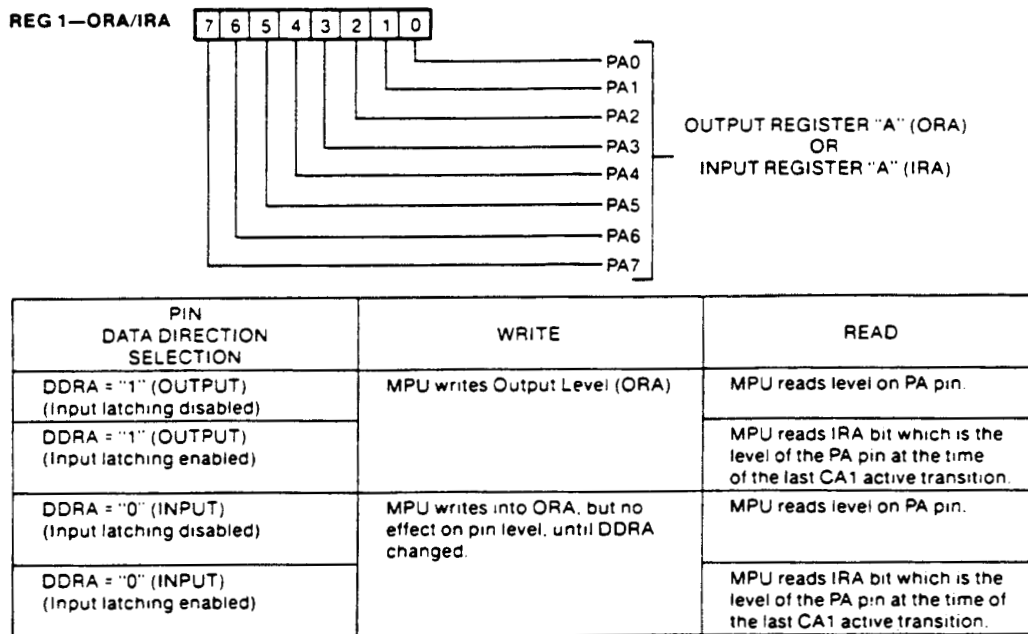 REG 1—ORA/IRA
7 6 5 4 3 2 1 0
PA0
PA1
PA2
PA3
PA4
PA5
PA6
PA7
OUTPUT REGISTER "A" (ORA)
OR
INPUT REGISTER "A" (IRA)
PIN
DATA DIRECTION
SELECTION
WRITE
READ
DDRA = "1" (OUTPUT)
(Input latching disabled)
MPU writes Output Level (ORA)
MPU reads level on PA pin.
DDRA = "1" (OUTPUT)
(Input latching enabled)
MPU reads IRA bit which is the
level of the PA pin at the time
of the last CA1 active transition.
DDRA = "0" (INPUT)
(Input latching disabled)
MPU writes into ORA, but no
effect on pin level, until DDRA
changed.
MPU reads level on PA pin.
DDRA = "0" (INPUT)
(Input latching enabled)
MPU reads IRA bit which is the
level of the PA pin at the time of
the last CA1 active transition.